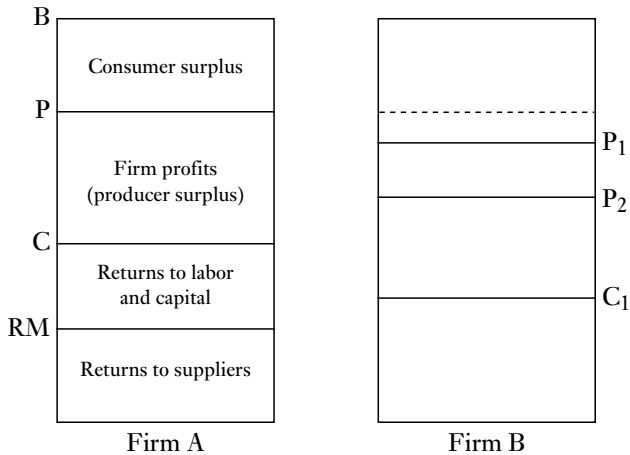 B
Consumer surplus
P
Firm profits
(producer surplus)
C
Returns to labor
and capital
RM
Returns to suppliers
Firm A
P1
P2
C1
Firm B